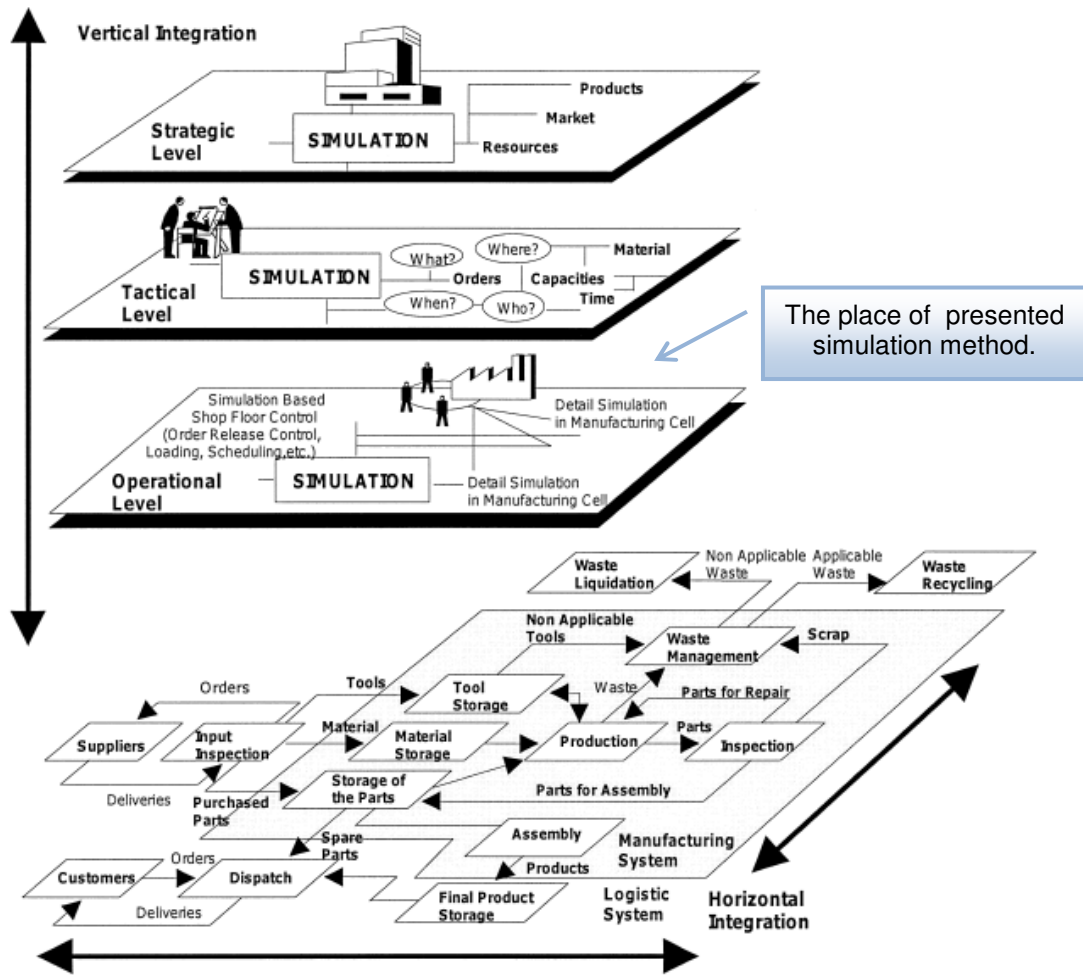 Vertical Integration
Products
Market
Strategic
Level
SIMULATION
Resources
What?
Where?
Material
SIMULATION
Orders
Capacities
Tactical
Level
When?
Who?
Time
The place of presented
simulation method.
Simulation Based
Shop Floor Control
(Order Release Control,
Loading, Scheduling,etc.)
Detail Simulation
in Manufacturing Cell
Operational
Level
SIMULATION
Detail Simulation
in Manufacturing Cell
Waste
Liquidation
Non Applicable
Waste
Applicable
Waste
Waste
Recycling
Non Applicable
Tools
Waste
Management
Scrap
Orders
Tools
Tool
Storage
Waste
Parts for Repair
Suppliers
Input
Inspection
Material
Material
Storage
Production
Parts
Inspection
Deliveries
Purchased
Parts
Storage of
the Parts
Parts for Assembly
Spare
Parts
Assembly
Manufacturing
System
Orders
Customers
Dispatch
Products
Deliveries
Final Product
Storage
Logistic
System
Horizontal
Integration